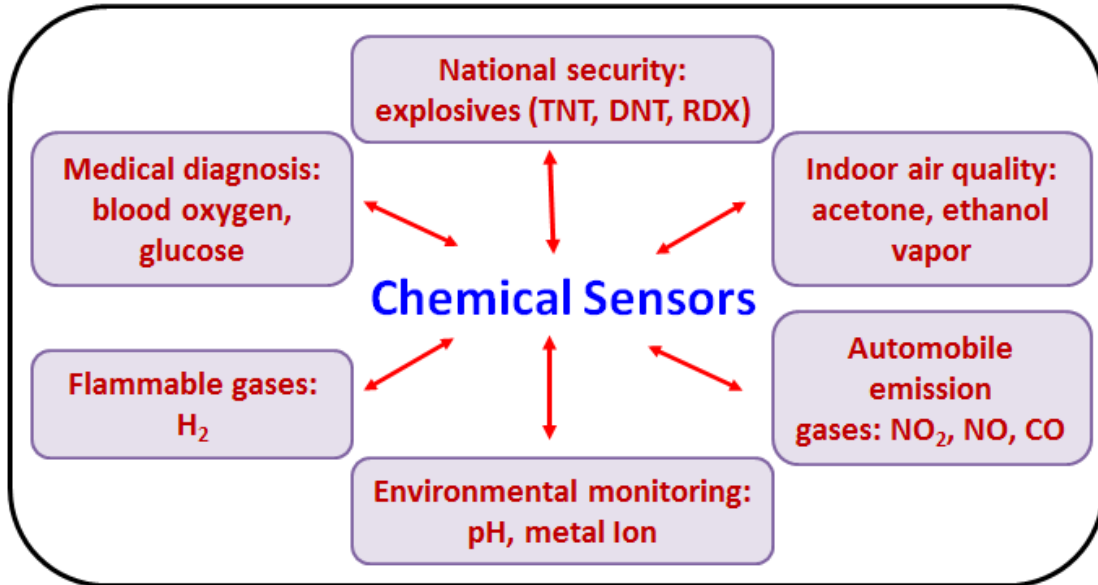 National security:
explosives (TNT, DNT, RDX)
Medical diagnosis:
blood oxygen,
glucose
Indoor air quality:
acetone, ethanol
vapor
Chemical Sensors
Flammable gases:
H₂
Automobile
emission
gases: NO₂, NO, CO
Environmental monitoring:
pH, metal Ion